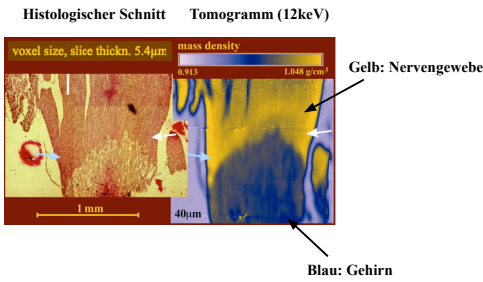 Histologischer Schnitt Tomogramm (12keV)
voxel size, slice thickn. 5.4µm
mass density
0.913 1.048 g/cm³
Gelb: Nervengewebe
1 mm
40µm
Blau: Gehirn